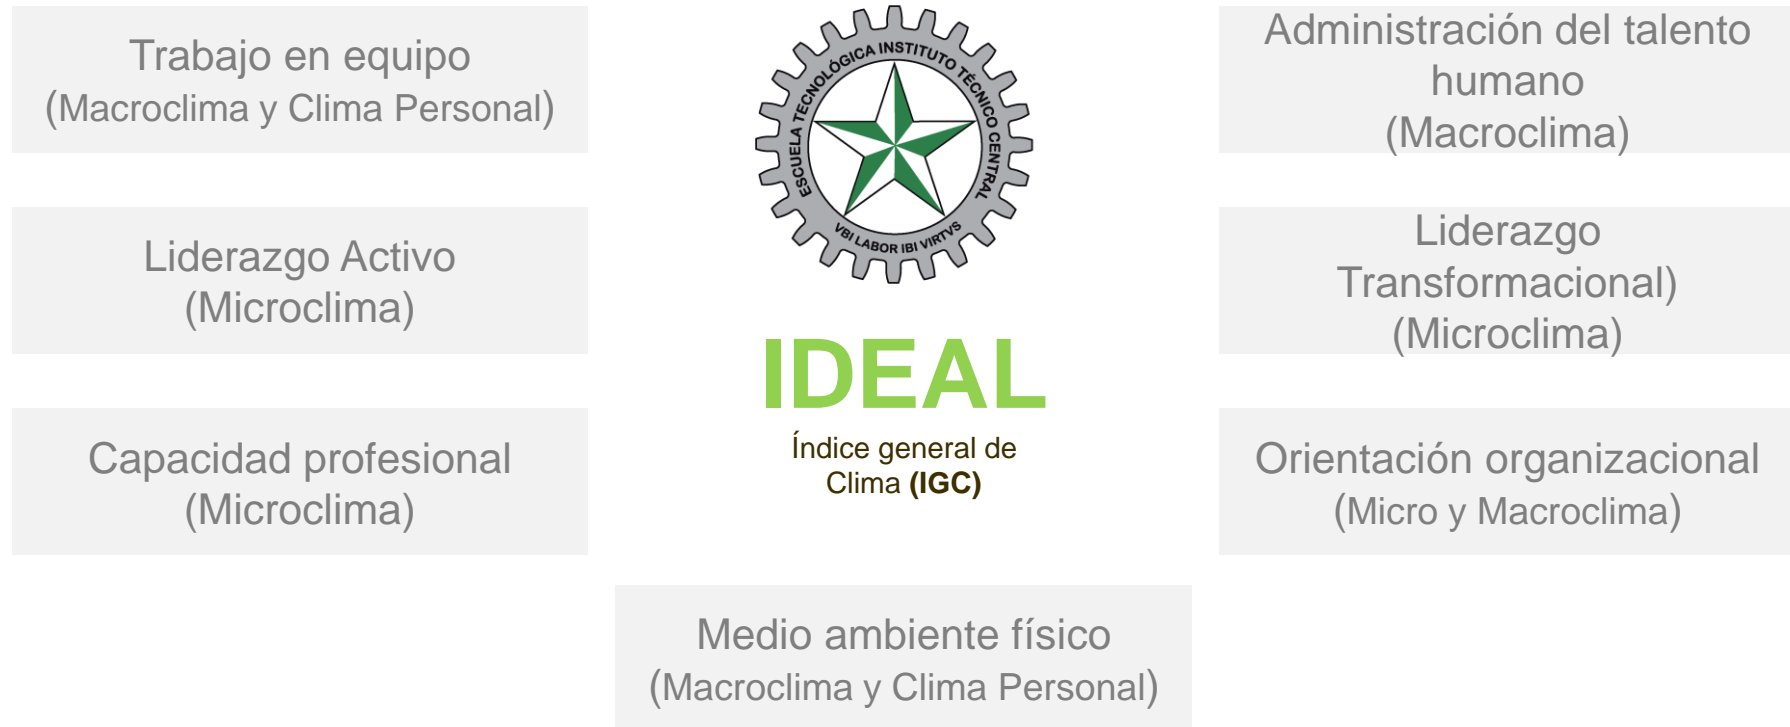 Trabajo en equipo
(Macroclima y Clima Personal)
Liderazgo Activo
(Microclima)
Capacidad profesional
(Microclima)
ESCUELA TECNOLÓGICA INSTITUTO TÉCNICO CENTRAL
VBI LABOR IBI VIRTVS
IDEAL
Índice general de
Clima (IGC)
Administración del talento
humano
(Macroclima)
Liderazgo
Transformacional)
(Microclima)
Orientación organizacional
(Micro y Macroclima)
Medio ambiente físico
(Macroclima y Clima Personal)